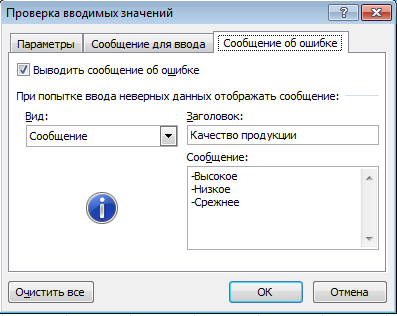 Проверка вводимых значений
Параметры
Сообщение для ввода
Сообщение об ошибке
Выводить сообщение об ошибке
При попытке ввода неверных данных отображать сообщение:
Вид:
Заголовок:
Сообщение
Качество продукции
Сообщение:
-Высокое
-Низкое
-Срежнее
Очистить все
ОК
Отмена